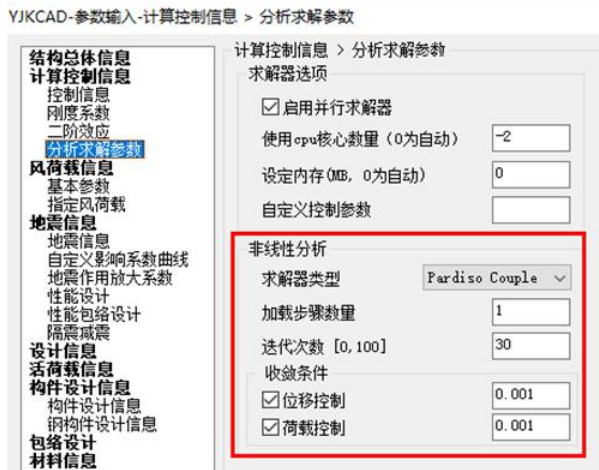 YJKCAD-参数输入-计算控制信息 > 分析求解参数
结构总体信息
计算控制信息
控制信息
刚度系数
二阶效应
分析求解参数
风荷载信息
基本参数
指定风荷载
地震信息
地震信息
自定义影响系数曲线
地震作用放大系数
性能设计
性能包络设计
隔震减震
设计信息
活荷载信息
构件设计信息
构件设计信息
钢构件设计信息
包络设计
材料信息
计算控制信息 > 分析求解参数
求解器选项
启用并行求解器
使用cpu核心数量（0为自动） -2
设定内存(MB, 0为自动) 0
自定义控制参数
非线性分析
求解器类型 Pardiso Couple
加载步骤数量 1
迭代次数 [0,100] 30
收敛条件
位移控制 0.001
荷载控制 0.001